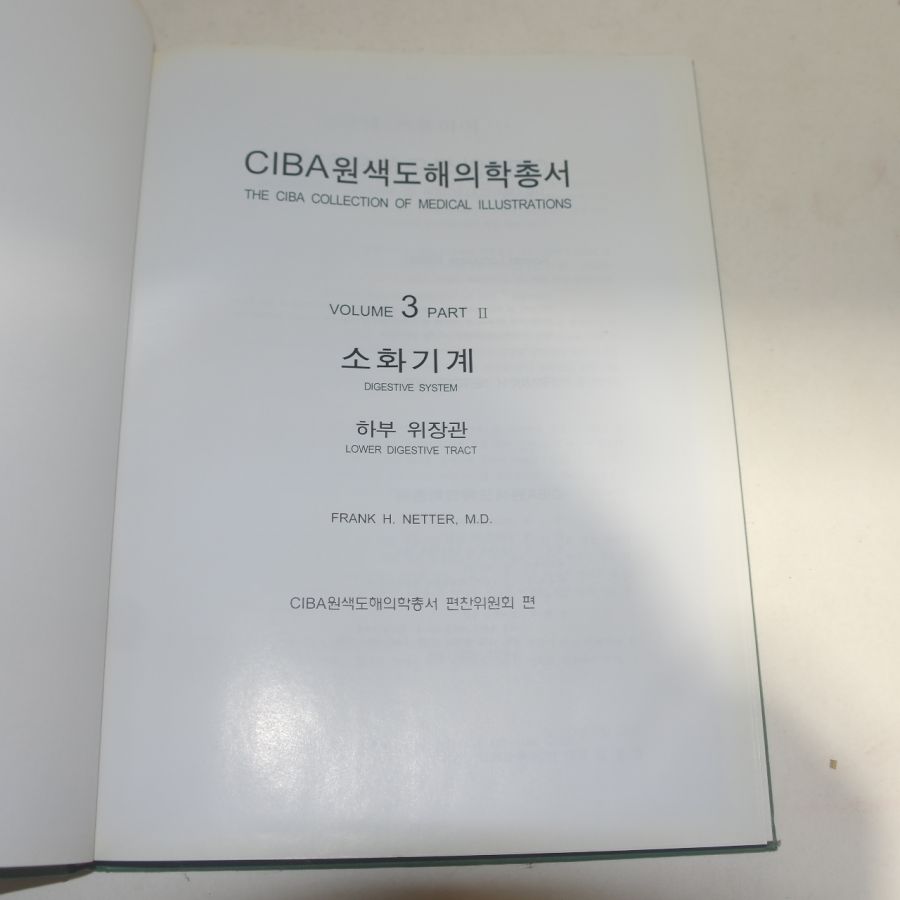 CIBA원색도해의학총서
THE CIBA COLLECTION OF MEDICAL ILLUSTRATIONS
VOLUME 3 PART II
소화기계
DIGESTIVE SYSTEM
하부 위장관
LOWER DIGESTIVE TRACT
FRANK H. NETTER, M.D.
CIBA원색도해의학총서 편찬위원회 편